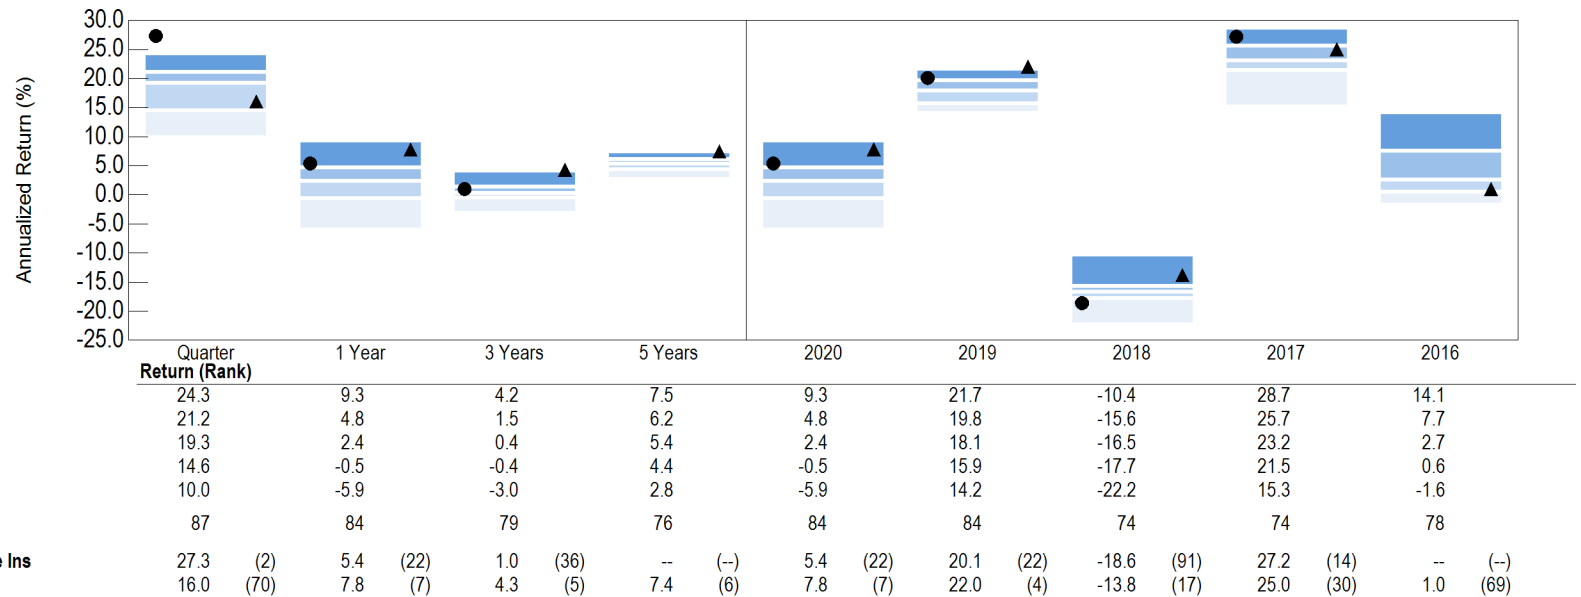 30.0
25.0
20.0
15.0
10.0
5.0
0.0
-5.0
-10.0
-15.0
-20.0
-25.0
Annualized Return (%)
Quarter 1 Year 3 Years 5 Years 2020 2019 2018 2017 2016
Return (Rank)
24.3 9.3 4.2 7.5 9.3 21.7 -10.4 28.7 14.1
21.2 4.8 1.5 6.2 4.8 19.8 -15.6 25.7 7.7
19.3 2.4 0.4 5.4 2.4 18.1 -16.5 23.2 2.7
14.6 -0.5 -0.4 4.4 -0.5 15.9 -17.7 21.5 0.6
10.0 -5.9 -3.0 2.8 -5.9 14.2 -22.2 15.3 -1.6
87 84 79 76 84 84 74 74 78
Ins 27.3 (2) 5.4 (22) 1.0 (36) -- (--) 5.4 (22) 20.1 (22) -18.6 (91) 27.2 (14) -- (--)
16.0 (70) 7.8 (7) 4.3 (5) 7.4 (6) 7.8 (7) 22.0 (4) -13.8 (17) 25.0 (30) 1.0 (69)